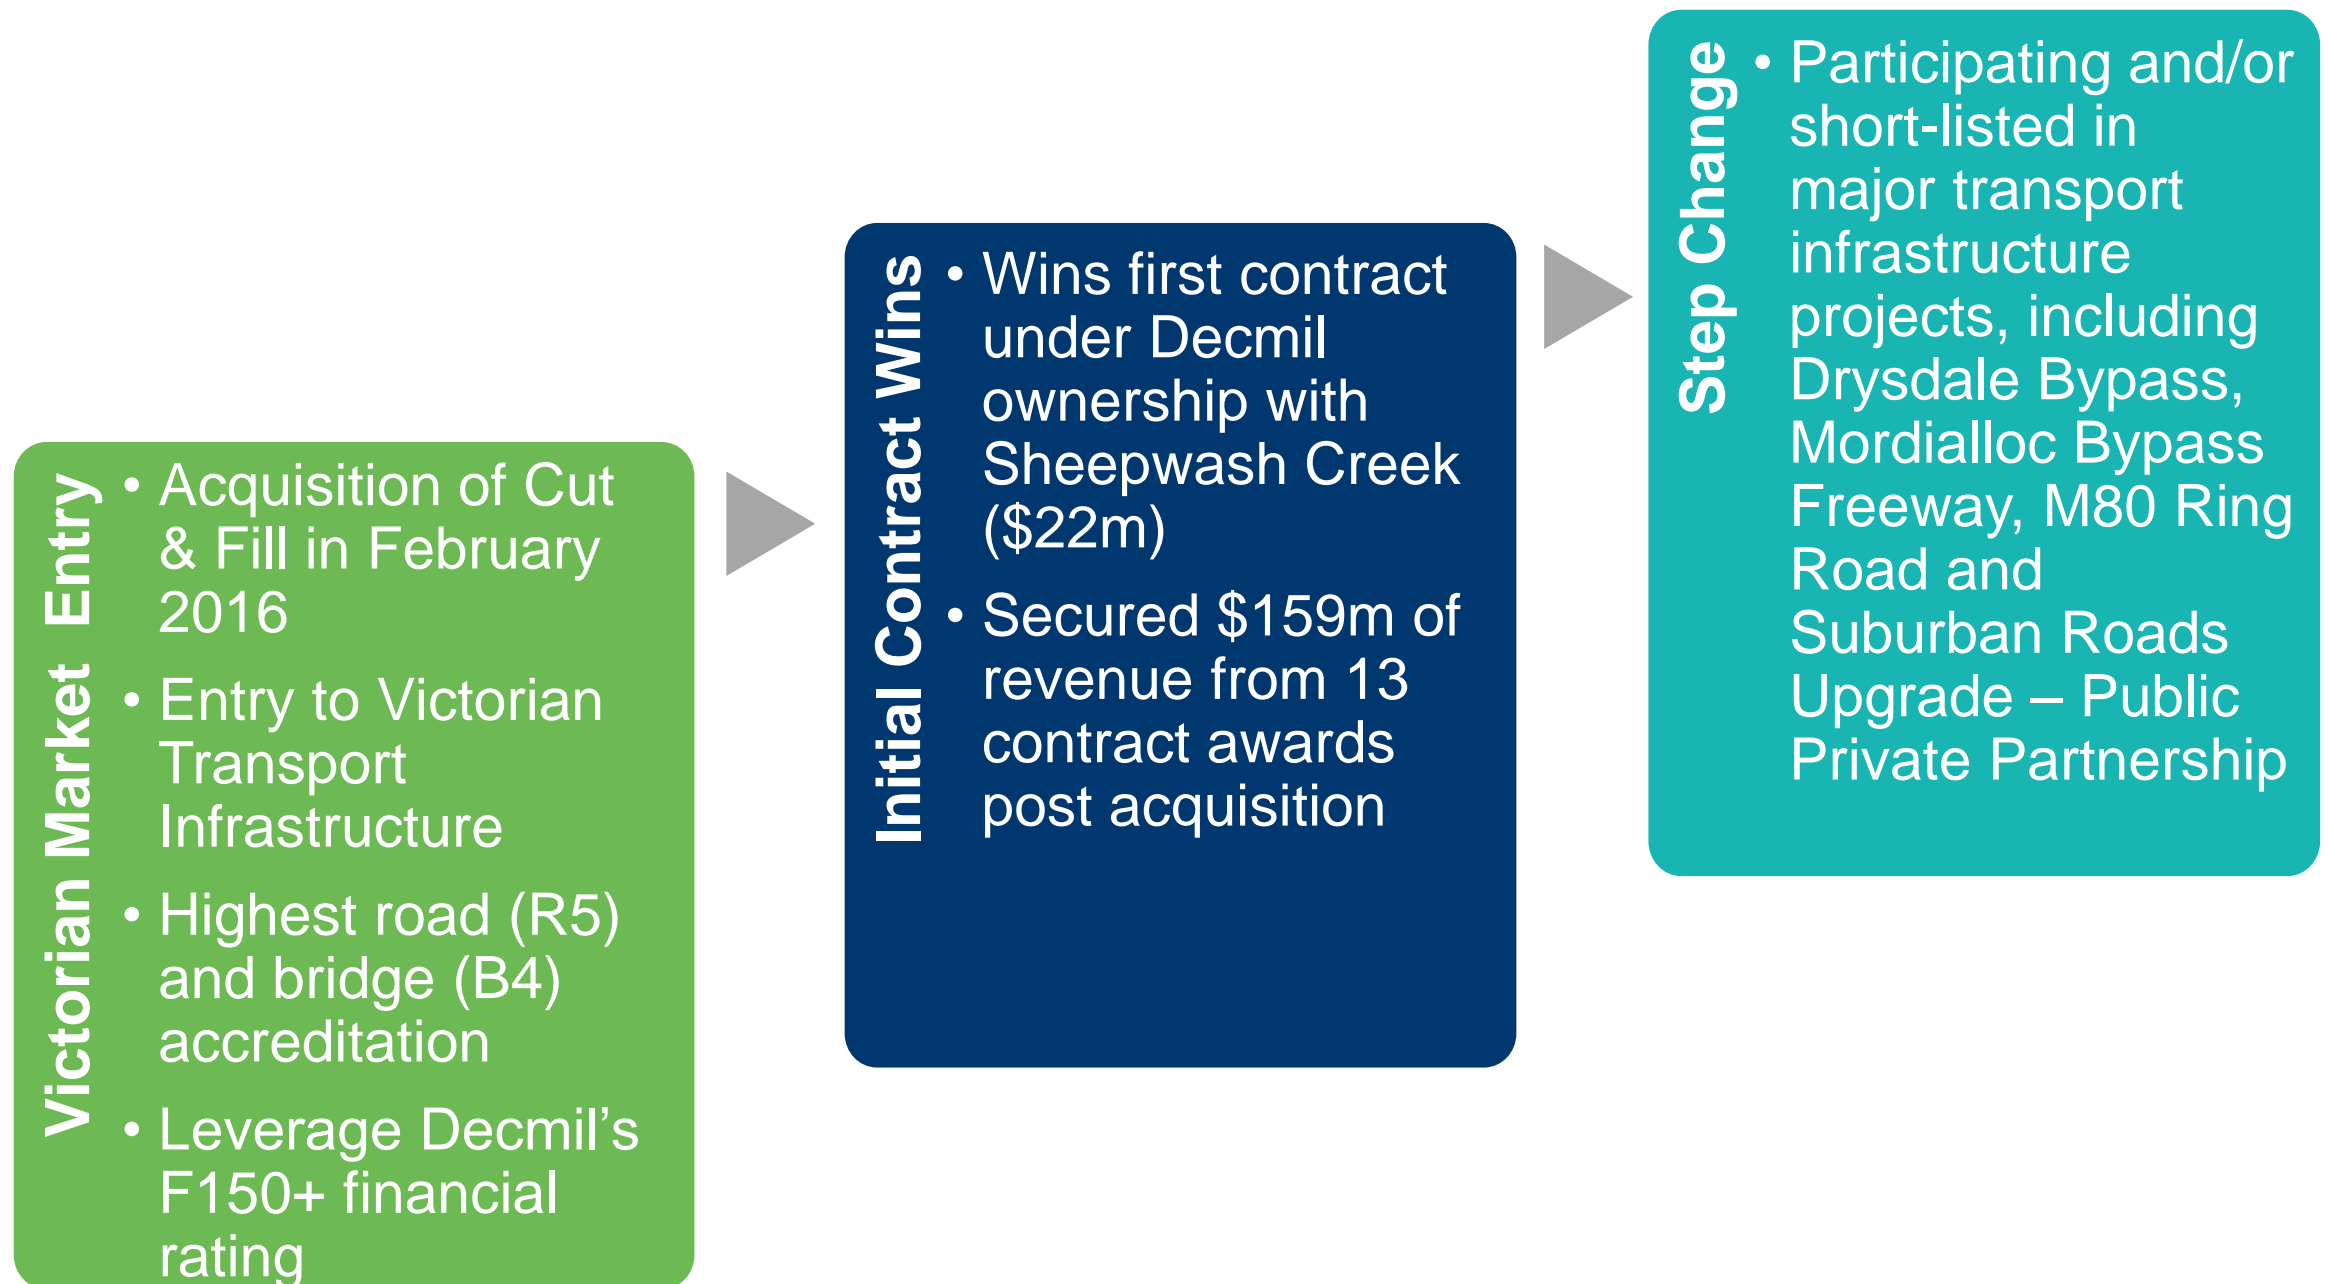 Victorian Market Entry
• Acquisition of Cut
& Fill in February
2016
• Entry to Victorian
Transport
Infrastructure
• Highest road (R5)
and bridge (B4)
accreditation
• Leverage Decmil’s
F150+ financial
rating
Initial Contract Wins
• Wins first contract
under Decmil
ownership with
Sheepwash Creek
($22m)
• Secured $159m of
revenue from 13
contract awards
post acquisition
Step Change
• Participating and/or
short-listed in
major transport
infrastructure
projects, including
Drysdale Bypass,
Mordialloc Bypass
Freeway, M80 Ring
Road and
Suburban Roads
Upgrade – Public
Private Partnership